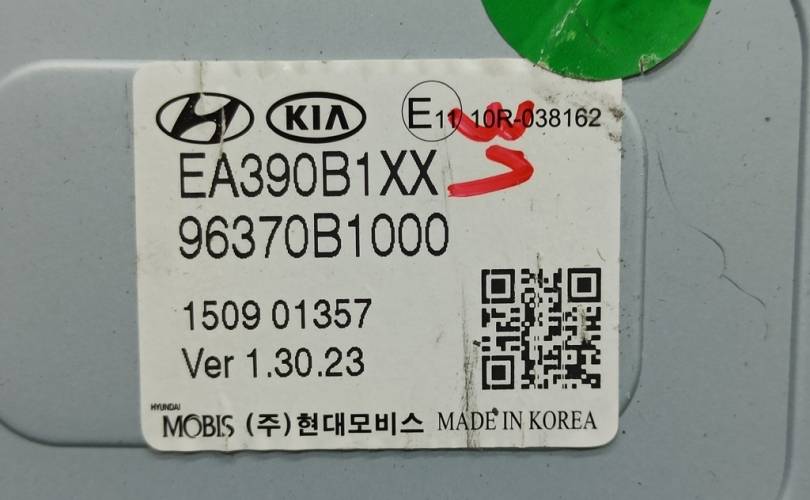 KIA E11 10R-038162
EA390B1XX
96370B1000
1509 01357
Ver 1.30.23
HYUNDAI
MOBIS (주)현대모비스 MADE IN KOREA